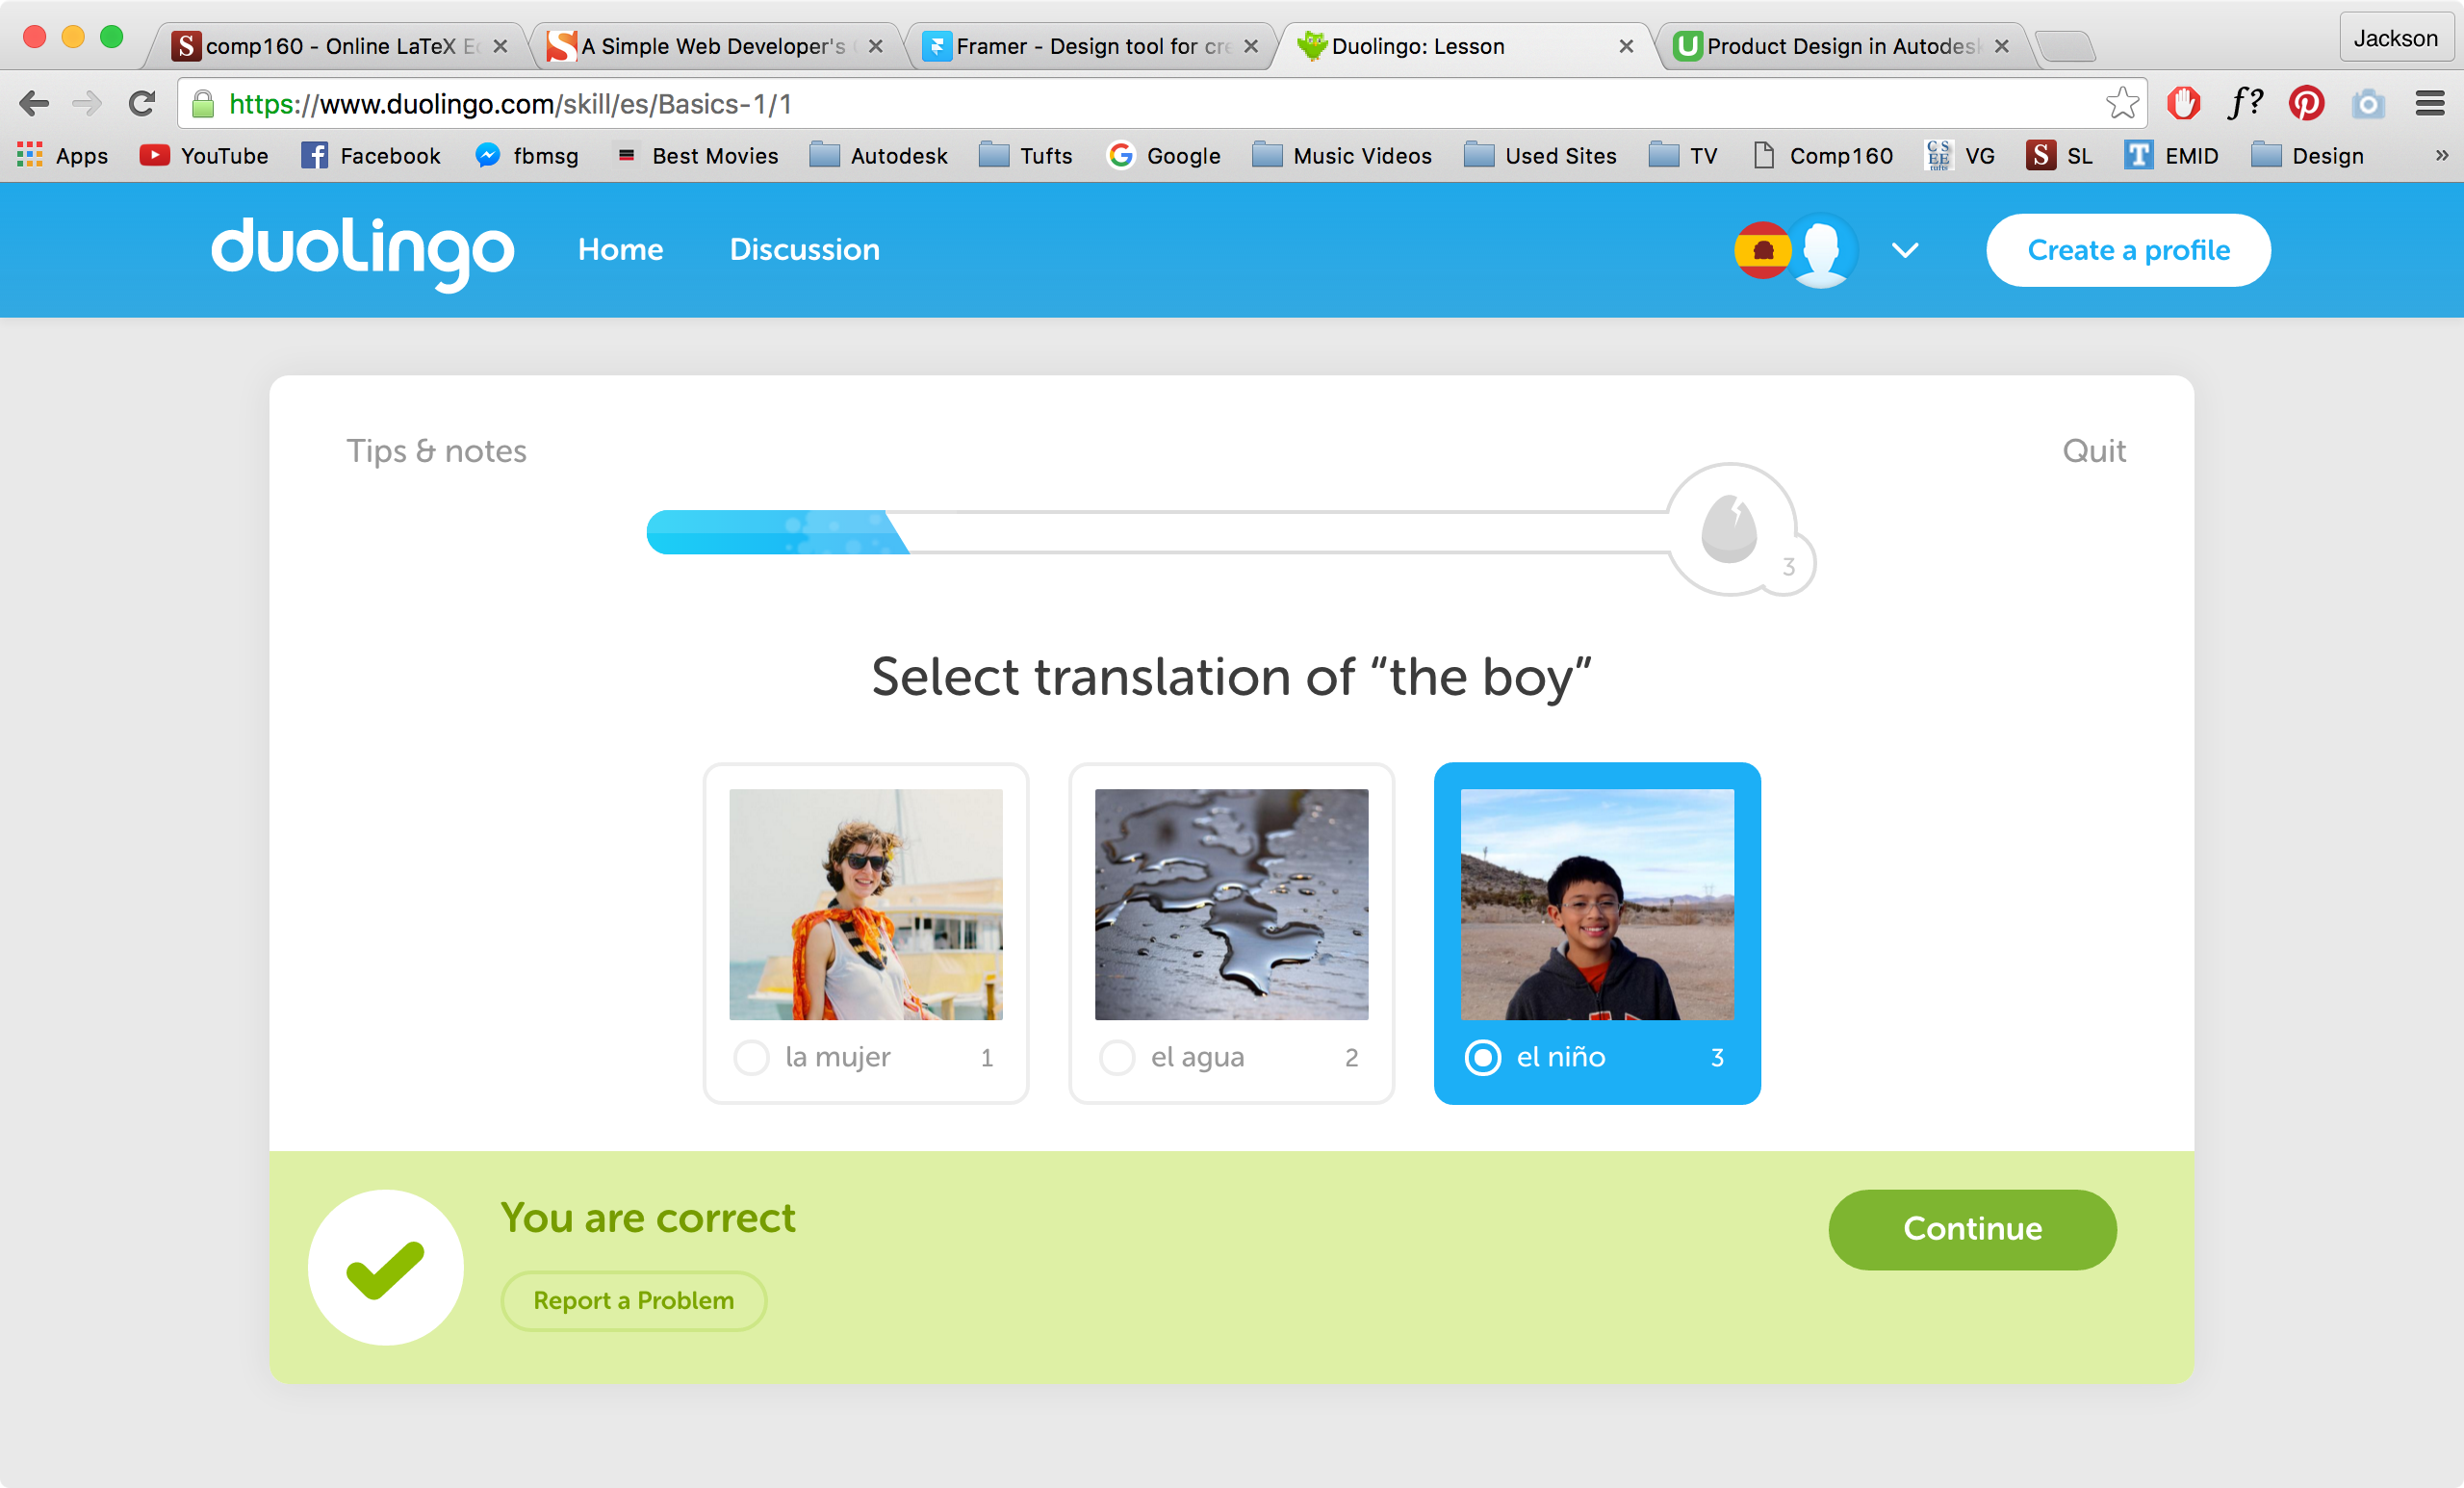 comp160 - Online LaTeX E
A Simple Web Developer's
Framer - Design tool for cre
Duolingo: Lesson
Product Design in Autodes
Jackson
https://www.duolingo.com/skill/es/Basics-1/1
f?
Apps
YouTube
Facebook
fbmsg
Best Movies
Autodesk
Tufts
Google
Music Videos
Used Sites
TV
Comp160
VG
SL
EMID
Design
»
duolingo
Home
Discussion
Create a profile
Tips & notes
Quit
3
Select translation of “the boy”
la mujer 1
el agua 2
el niño 3
You are correct
Continue
Report a Problem